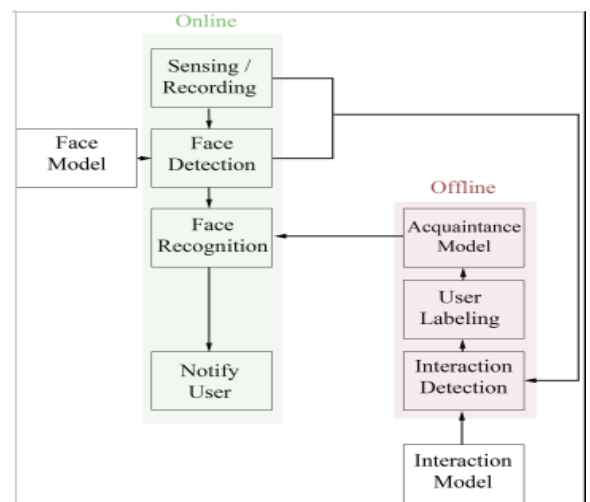 Online
Sensing /
Recording
Face
Model
Face
Detection
Offline
Face
Recognition
Acquaintance
Model
User
Labeling
Notify
User
Interaction
Detection
Interaction
Model